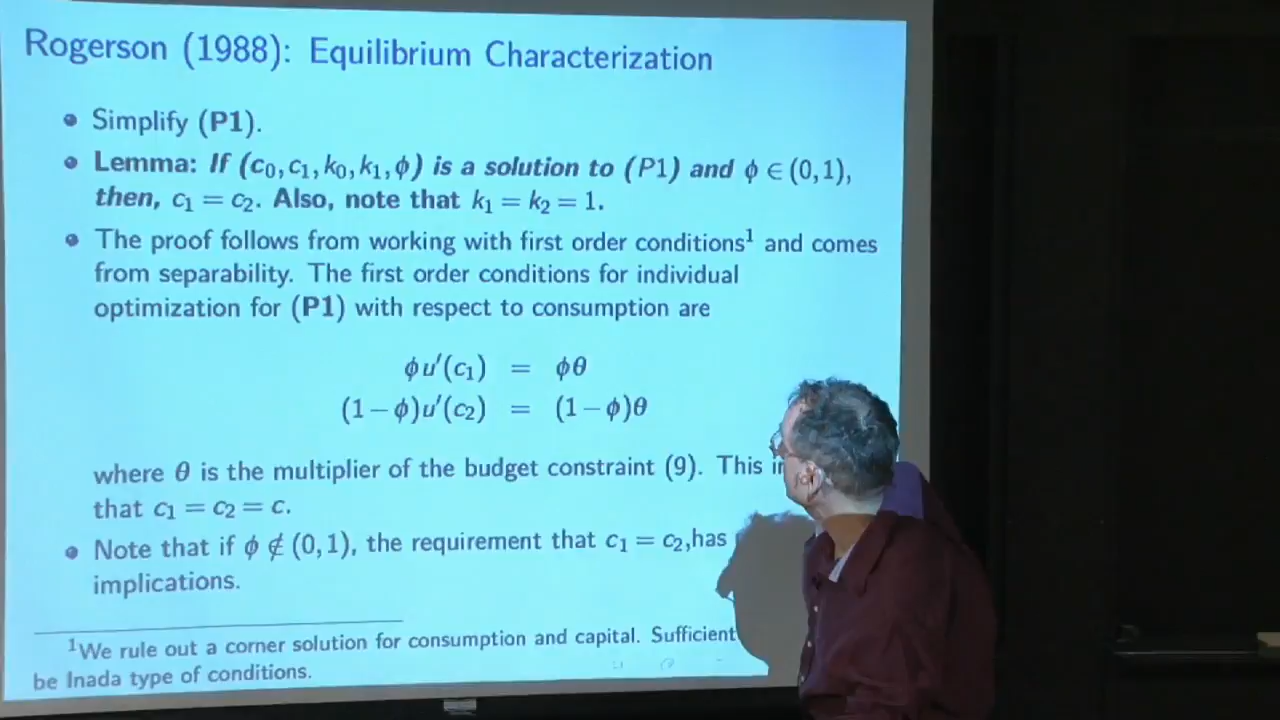 Rogerson (1988): Equilibrium Characterization
Simplify (P1).
Lemma: If (c₀, c₁, k₀, k₁, ϕ) is a solution to (P1) and ϕ ∈ (0, 1),
then, c₁ = c₂. Also, note that k₁ = k₂ = 1.
The proof follows from working with first order conditions¹ and comes
from separability. The first order conditions for individual
optimization for (P1) with respect to consumption are
ϕu′(c₁) = ϕθ
(1 − ϕ)u′(c₂) = (1 − ϕ)θ
where θ is the multiplier of the budget constraint (9). This
that c₁ = c₂ = c.
Note that if ϕ ∉ (0, 1), the requirement that c₁ = c₂,has
implications.
¹We rule out a corner solution for consumption and capital. Sufficient
be Inada type of conditions.